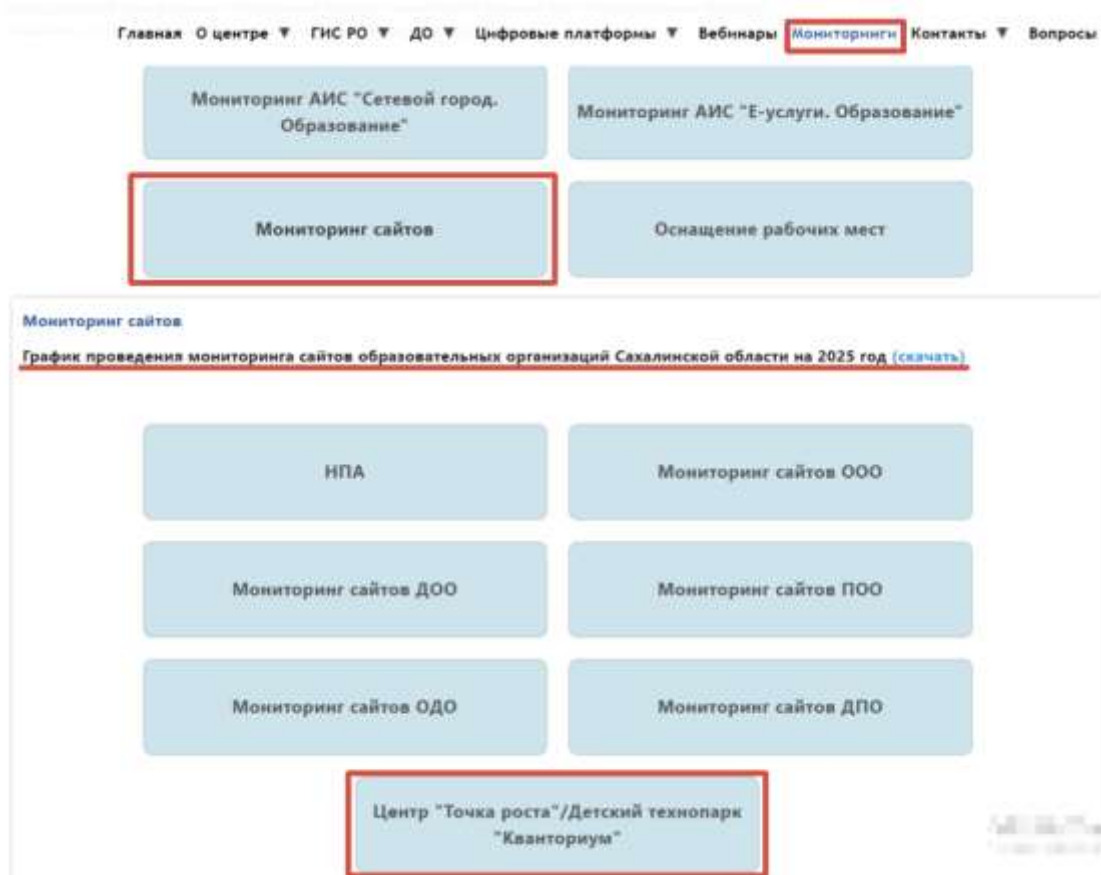 Главная О центре ▼ ГИС РО ▼ ДО ▼ Цифровые платформы ▼ Вебинары Мониторинги Контакты ▼ Вопросы
Мониторинг АИС "Сетевой город.
Образование"
Мониторинг АИС "Е-услуги. Образование"
Мониторинг сайтов
Оснащение рабочих мест
Мониторинг сайтов
График проведения мониторинга сайтов образовательных организаций Сахалинской области на 2025 год (скачать)
НПА
Мониторинг сайтов ООО
Мониторинг сайтов ДОО
Мониторинг сайтов ПОО
Мониторинг сайтов ОДО
Мониторинг сайтов ДПО
Центр "Точка роста"/Детский технопарк
"Кванториум"